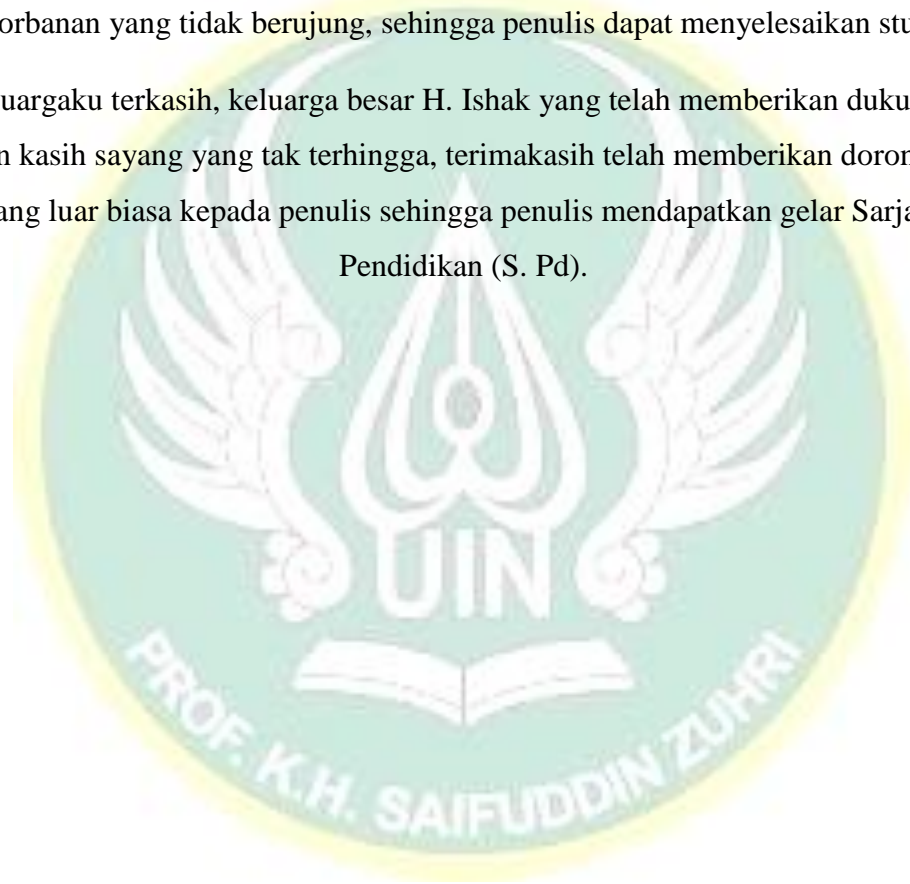 orbanan yang tidak berujung, sehingga penulis dapat menyelesaikan stu
uargaku terkasih, keluarga besar H. Ishak yang telah memberikan duku
n kasih sayang yang tak terhingga, terimakasih telah memberikan doron
ang luar biasa kepada penulis sehingga penulis mendapatkan gelar Sarja
Pendidikan (S. Pd).
UIN
PROF. K.H. SAIFUDDIN ZUHRI